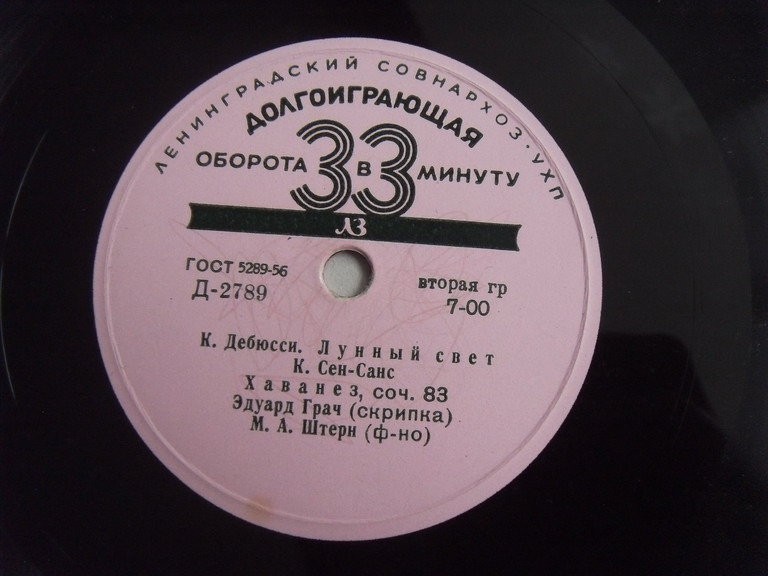 ЛЕНИНГРАДСКИЙ СОВНАРХОЗ · УХП
ДОЛГОИГРАЮЩАЯ
ОБОРОТА 33 В МИНУТУ
ЛЗ
ГОСТ 5289-56 вторая гр
Д-2789 7-00
К. Дебюсси. Лунный свет
К. Сен-Санс
Хаванез, соч. 83
Эдуард Грач (скрипка)
М. А. Штерн (ф-но)